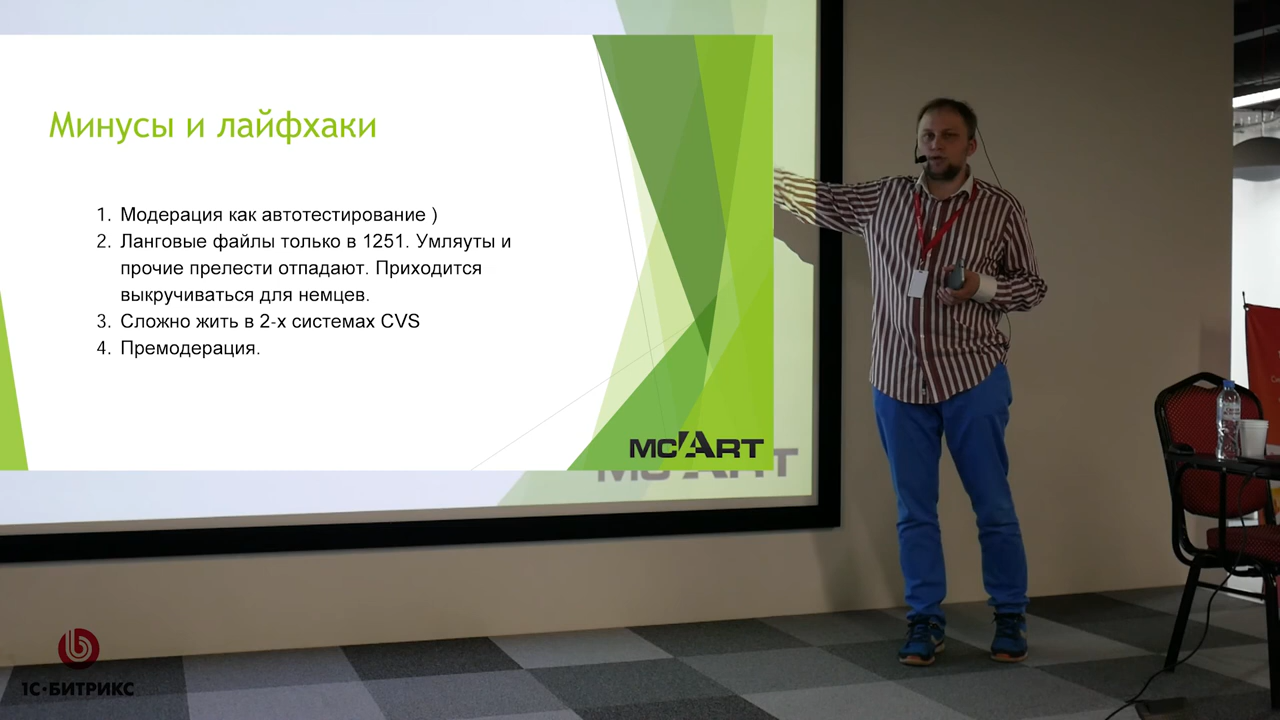 Минусы и лайфхаки
1. Модерация как автотестирование )
2. Ланговые файлы только в 1251. Умляуты и
прочие прелести отпадают. Приходится
выкручиваться для немцев.
3. Сложно жить в 2-х системах CVS
4. Премодерация.
MCART
MCART
1С·БИТРИКС